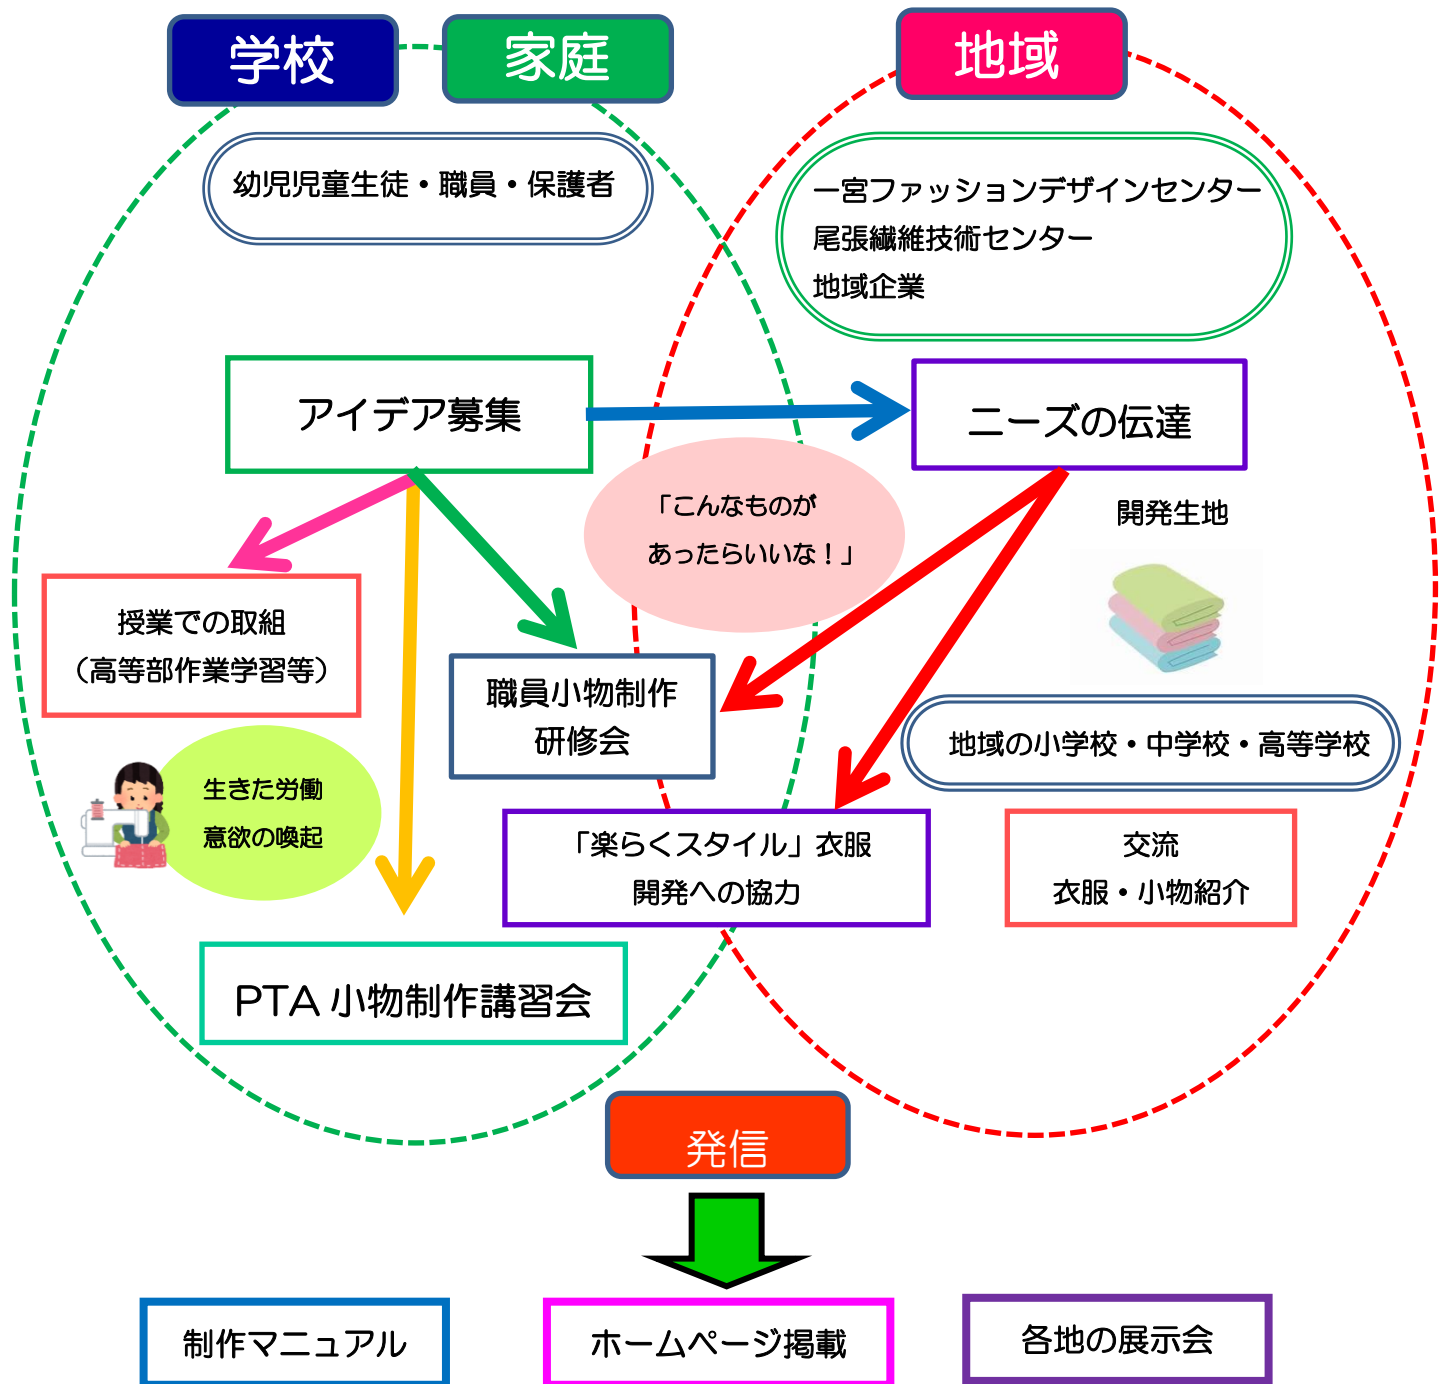 学校
家庭
地域
幼児児童生徒・職員・保護者
一宮ファッションデザインセンター
尾張繊維技術センター
地域企業
アイデア募集
ニーズの伝達
「こんなものが
あったらいいな！」
開発生地
授業での取組
（高等部作業学習等）
職員小物制作
研修会
地域の小学校・中学校・高等学校
生きた労働
意欲の喚起
「楽らくスタイル」衣服
開発への協力
交流
衣服・小物紹介
PTA 小物制作講習会
発信
制作マニュアル
ホームページ掲載
各地の展示会